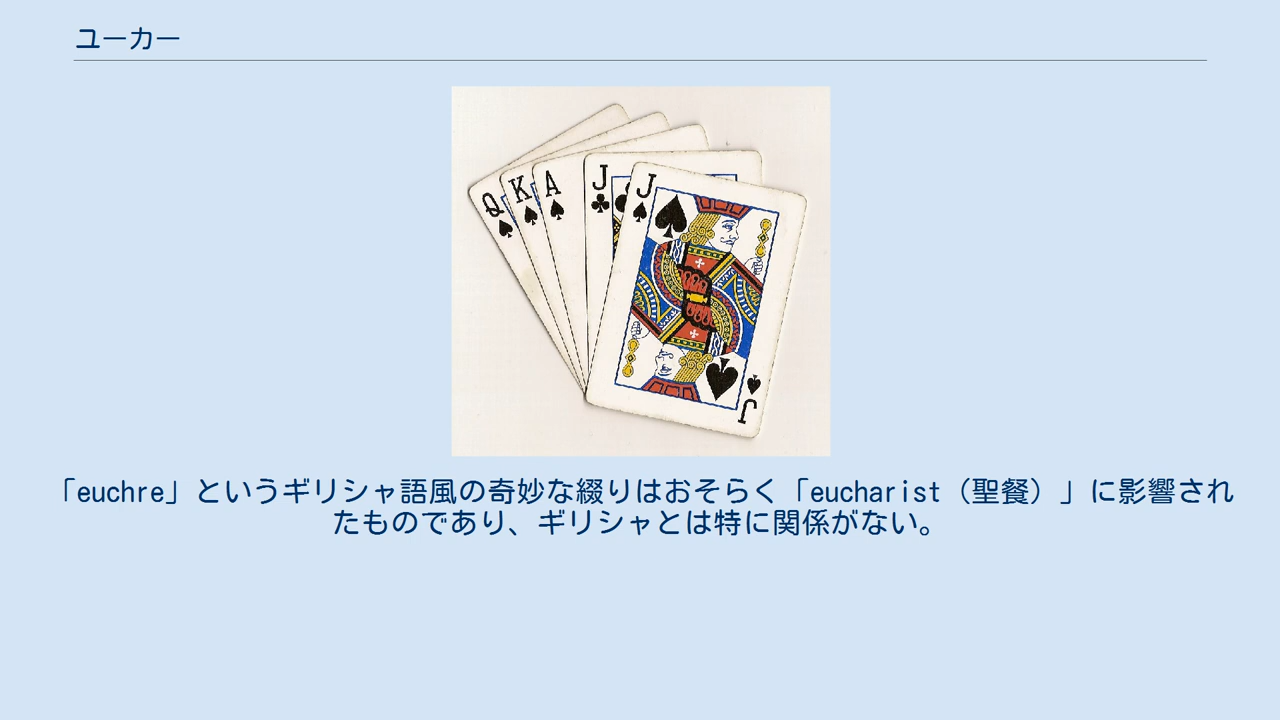 ユーカー
Q
K
A
J
J
J
「euchre」というギリシャ語風の奇妙な綴りはおそらく「eucharist（聖餐）」に影響され
たものであり、ギリシャとは特に関係がない。